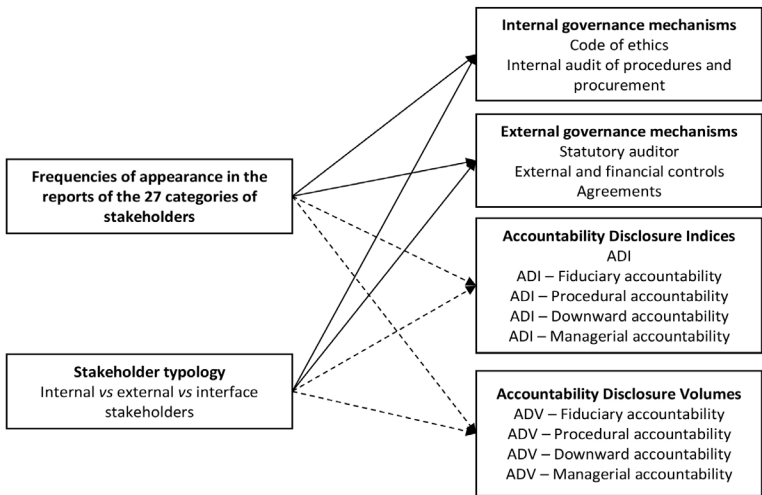 Frequencies of appearance in the
reports of the 27 categories of
stakeholders
Stakeholder typology
Internal vs external vs interface
stakeholders
Internal governance mechanisms
Code of ethics
Internal audit of procedures and
procurement
External governance mechanisms
Statutory auditor
External and financial controls
Agreements
Accountability Disclosure Indices
ADI
ADI – Fiduciary accountability
ADI – Procedural accountability
ADI – Downward accountability
ADI – Managerial accountability
Accountability Disclosure Volumes
ADV – Fiduciary accountability
ADV – Procedural accountability
ADV – Downward accountability
ADV – Managerial accountability